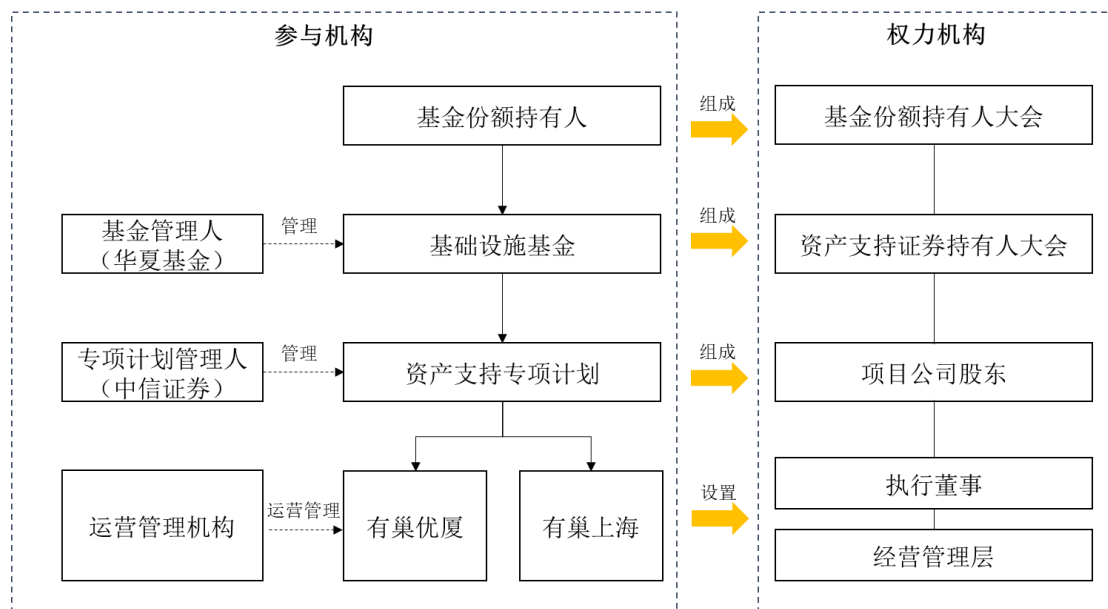 参与机构
权力机构
基金份额持有人
组成
基金份额持有人大会
基金管理人
（华夏基金）
管理
基础设施基金
组成
资产支持证券持有人大会
专项计划管理人
（中信证券）
管理
资产支持专项计划
组成
项目公司股东
运营管理机构
运营管理
有巢优厦
有巢上海
设置
执行董事
经营管理层